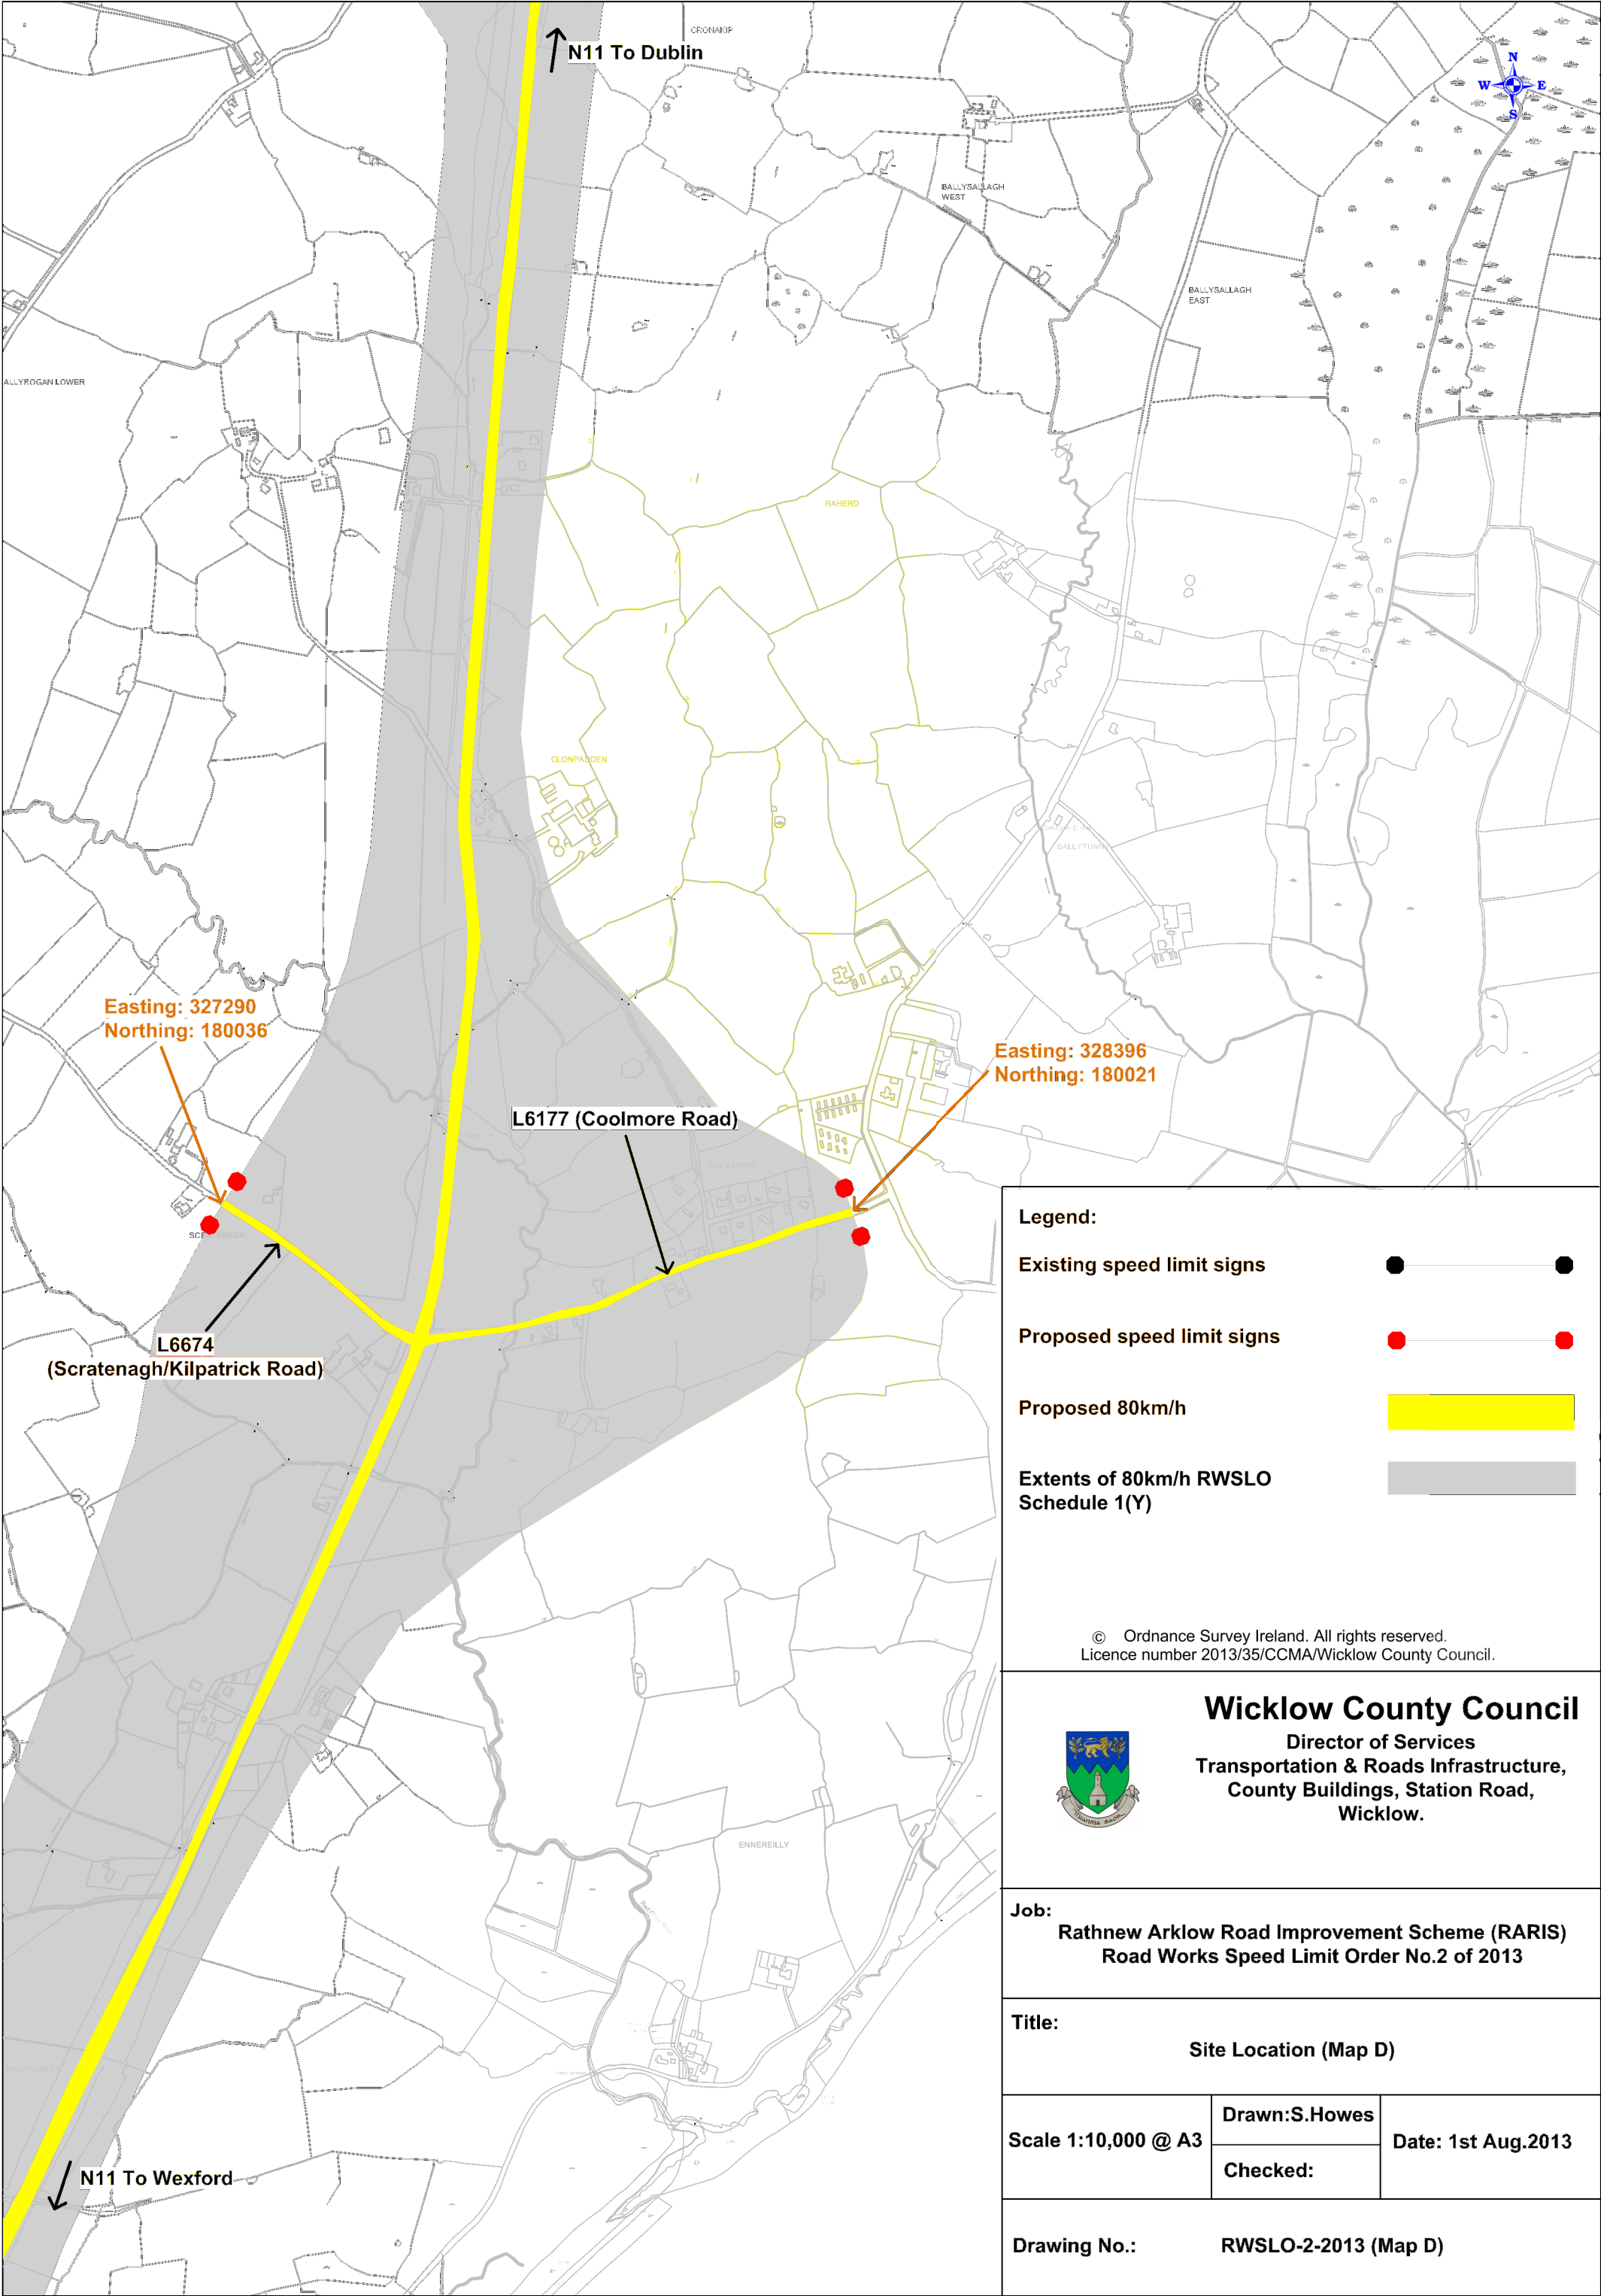 CRONAKIP
N11 To Dublin
N
W E
S
BALLYSALLAGH
WEST
BALLYSALLAGH
EAST
ALLYROGAN LOWER
RAHERD
CLONPADDEN
Easting: 327290
Northing: 180036
Easting: 328396
Northing: 180021
L6177 (Coolmore Road)
COOLMORE
L6674
(Scratenagh/Kilpatrick Road)
ENNEREILLY
N11 To Wexford
Legend:
Existing speed limit signs
Proposed speed limit signs
Proposed 80km/h
Extents of 80km/h RWSLO
Schedule 1(Y)
© Ordnance Survey Ireland. All rights reserved.
Licence number 2013/35/CCMA/Wicklow County Council.
Wicklow County Council
Director of Services
Transportation & Roads Infrastructure,
County Buildings, Station Road,
Wicklow.
Job:
Rathnew Arklow Road Improvement Scheme (RARIS)
Road Works Speed Limit Order No.2 of 2013
Title:
Site Location (Map D)
Scale 1:10,000 @ A3
Drawn:S.Howes
Checked:
Date: 1st Aug.2013
Drawing No.: RWSLO-2-2013 (Map D)